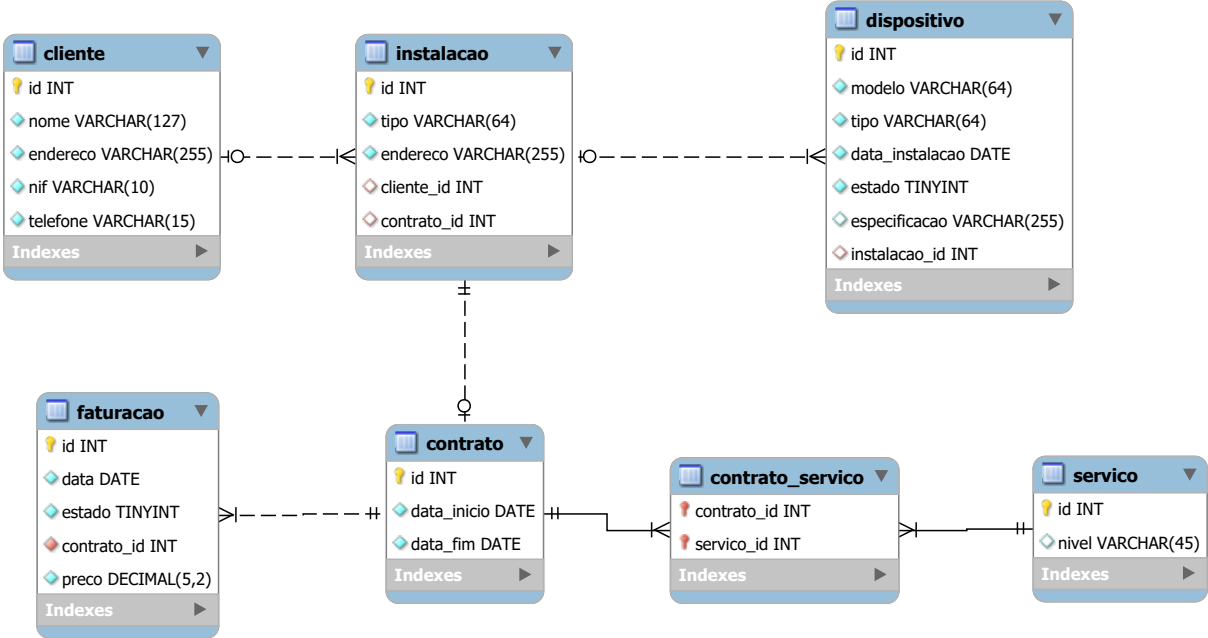 cliente
id INT
nome VARCHAR(127)
endereco VARCHAR(255)
nif VARCHAR(10)
telefone VARCHAR(15)
Indexes
instalacao
id INT
tipo VARCHAR(64)
endereco VARCHAR(255)
cliente_id INT
contrato_id INT
Indexes
dispositivo
id INT
modelo VARCHAR(64)
tipo VARCHAR(64)
data_instalacao DATE
estado TINYINT
especificacao VARCHAR(255)
instalacao_id INT
Indexes
faturacao
id INT
data DATE
estado TINYINT
contrato_id INT
preco DECIMAL(5,2)
Indexes
contrato
id INT
data_inicio DATE
data_fim DATE
Indexes
contrato_servico
contrato_id INT
servico_id INT
Indexes
servico
id INT
nivel VARCHAR(45)
Indexes